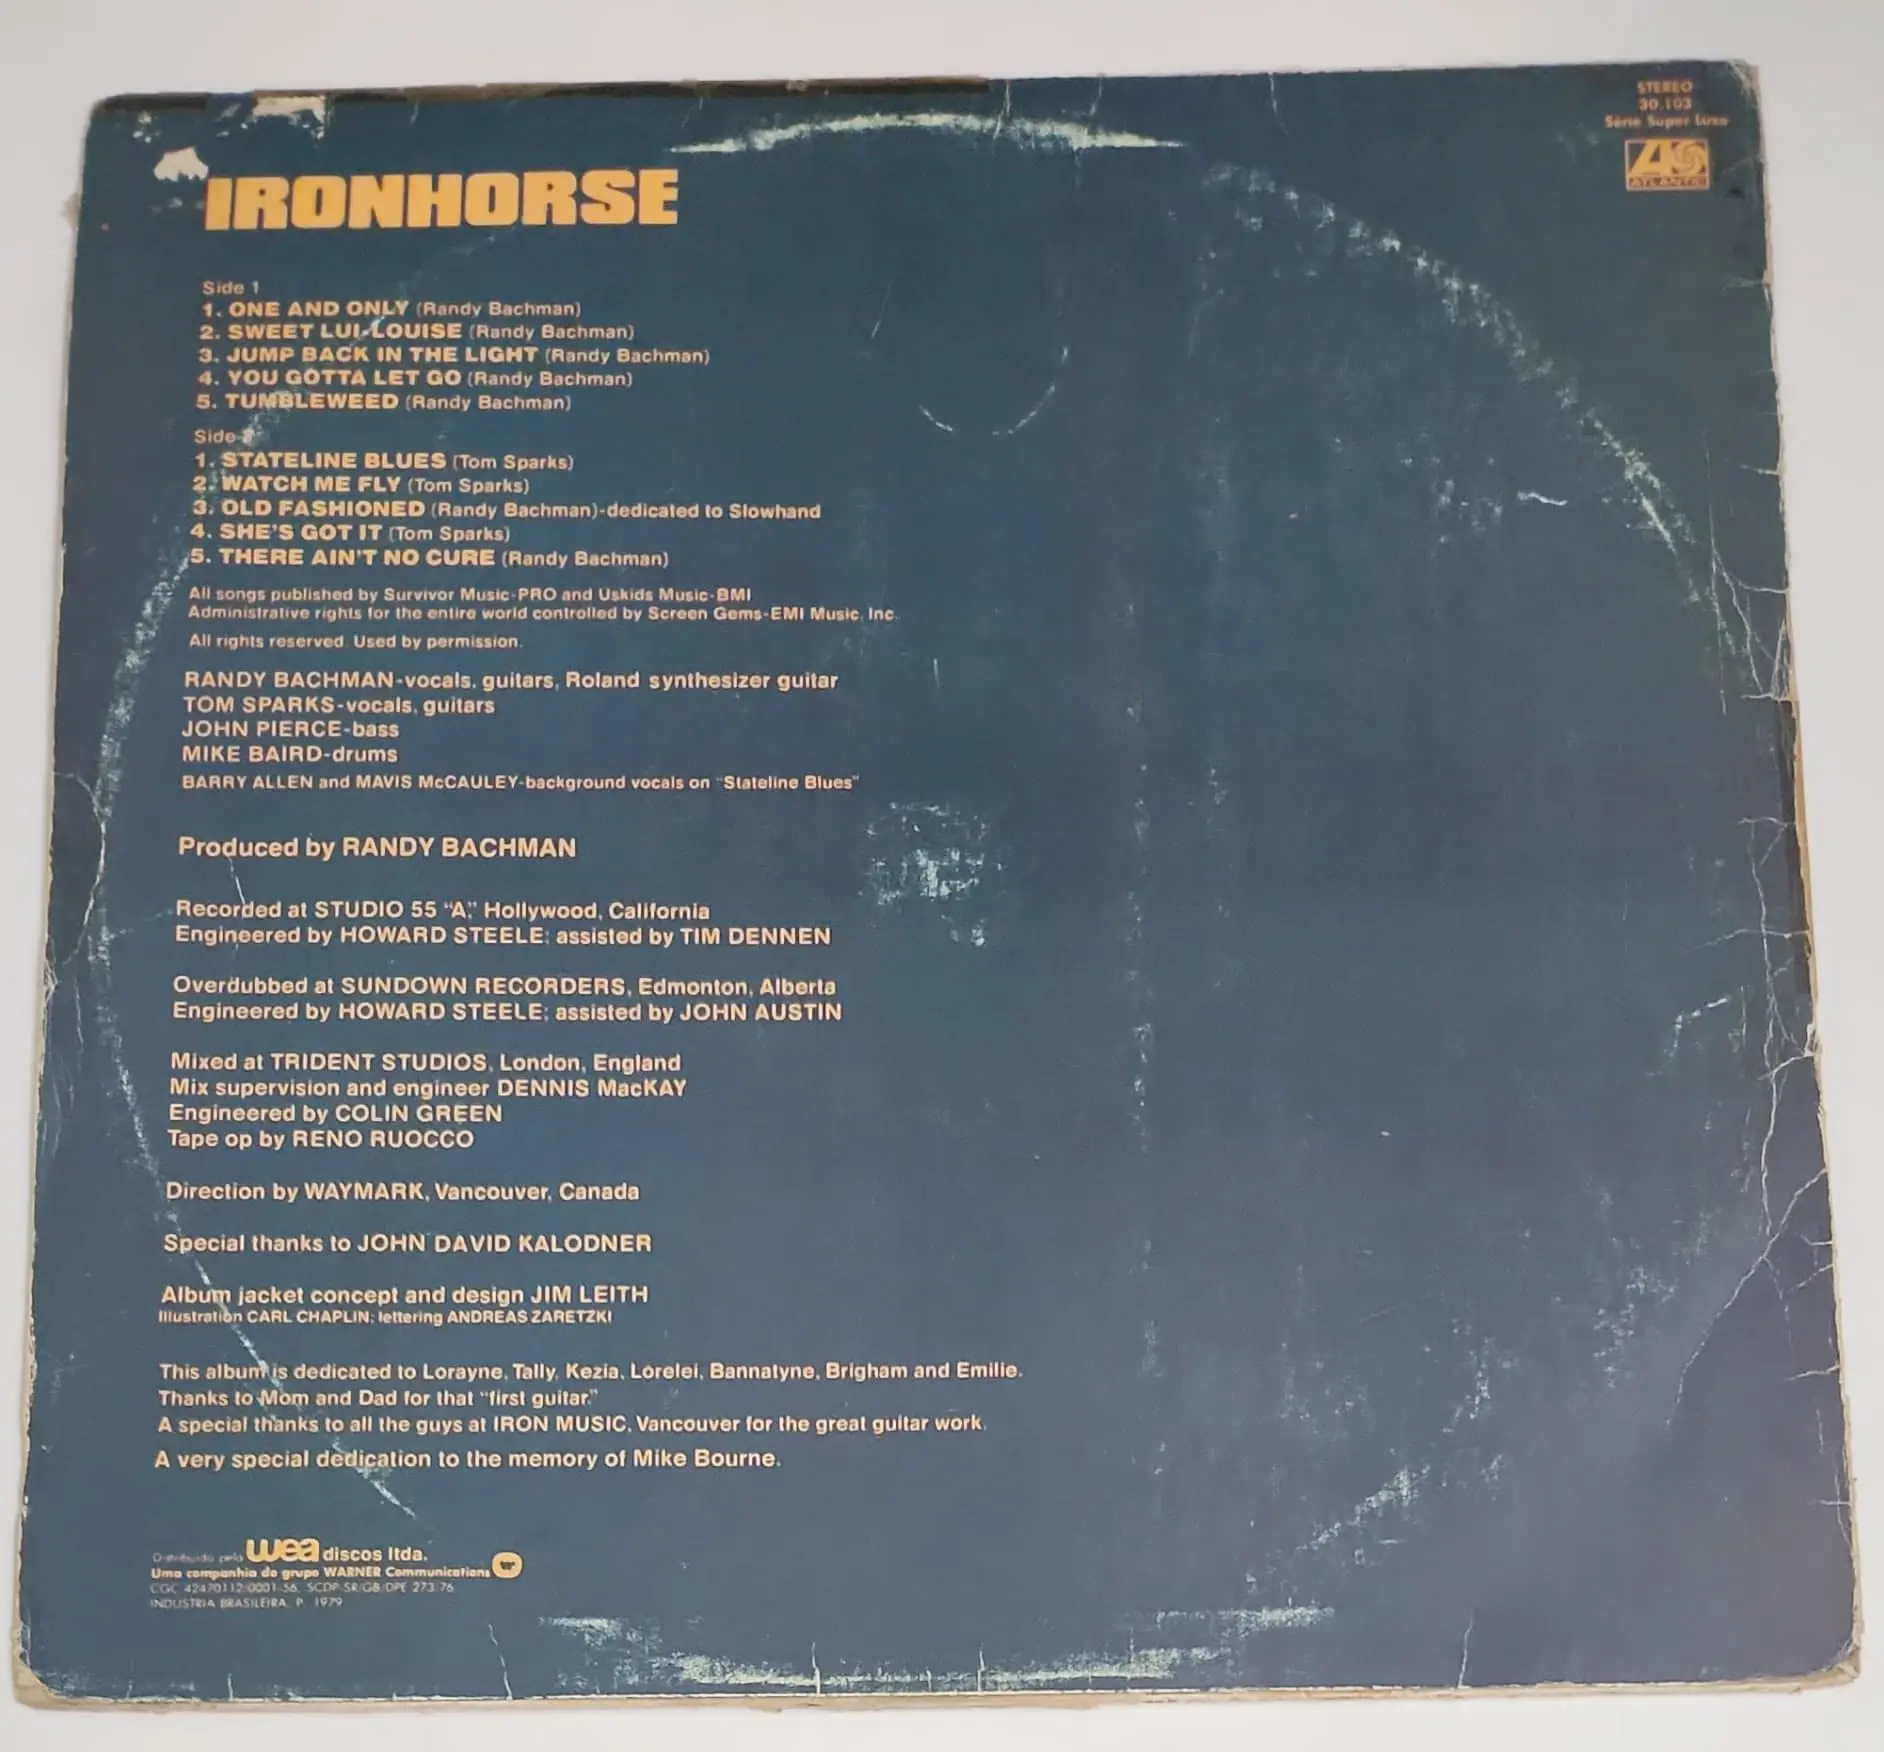 STEREO
30.103
Série Super Luxo
ATLANTIC
IRONHORSE
Side 1
1. ONE AND ONLY (Randy Bachman)
2. SWEET LUI-LOUISE (Randy Bachman)
3. JUMP BACK IN THE LIGHT (Randy Bachman)
4. YOU GOTTA LET GO (Randy Bachman)
5. TUMBLEWEED (Randy Bachman)
Side 2
1. STATELINE BLUES (Tom Sparks)
2. WATCH ME FLY (Tom Sparks)
3. OLD FASHIONED (Randy Bachman)-dedicated to Slowhand
4. SHE'S GOT IT (Tom Sparks)
5. THERE AIN'T NO CURE (Randy Bachman)
All songs published by Survivor Music-PRO and Uskids Music-BMI
Administrative rights for the entire world controlled by Screen Gems-EMI Music, Inc.
All rights reserved. Used by permission.
RANDY BACHMAN-vocals, guitars, Roland synthesizer guitar
TOM SPARKS-vocals, guitars
JOHN PIERCE-bass
MIKE BAIRD-drums
BARRY ALLEN and MAVIS McCAULEY-background vocals on "Stateline Blues"
Produced by RANDY BACHMAN
Recorded at STUDIO 55 "A," Hollywood, California
Engineered by HOWARD STEELE; assisted by TIM DENNEN
Overdubbed at SUNDOWN RECORDERS, Edmonton, Alberta
Engineered by HOWARD STEELE; assisted by JOHN AUSTIN
Mixed at TRIDENT STUDIOS, London, England
Mix supervision and engineer DENNIS MacKAY
Engineered by COLIN GREEN
Tape op by RENO RUOCCO
Direction by WAYMARK, Vancouver, Canada
Special thanks to JOHN DAVID KALODNER
Album jacket concept and design JIM LEITH
Illustration CARL CHAPLIN; lettering ANDREAS ZARETZKI
This album is dedicated to Lorayne, Tally, Kezia, Lorelei, Bannatyne, Brigham and Emilie.
Thanks to Mom and Dad for that "first guitar."
A special thanks to all the guys at IRON MUSIC, Vancouver for the great guitar work.
A very special dedication to the memory of Mike Bourne.
Distribuido pela wea discos ltda.
Uma companhia do grupo WARNER Communications
CGC 42470112/0001-56. SCDP-SR/GB/DPE 273/76
INDUSTRIA BRASILEIRA. P. 1979